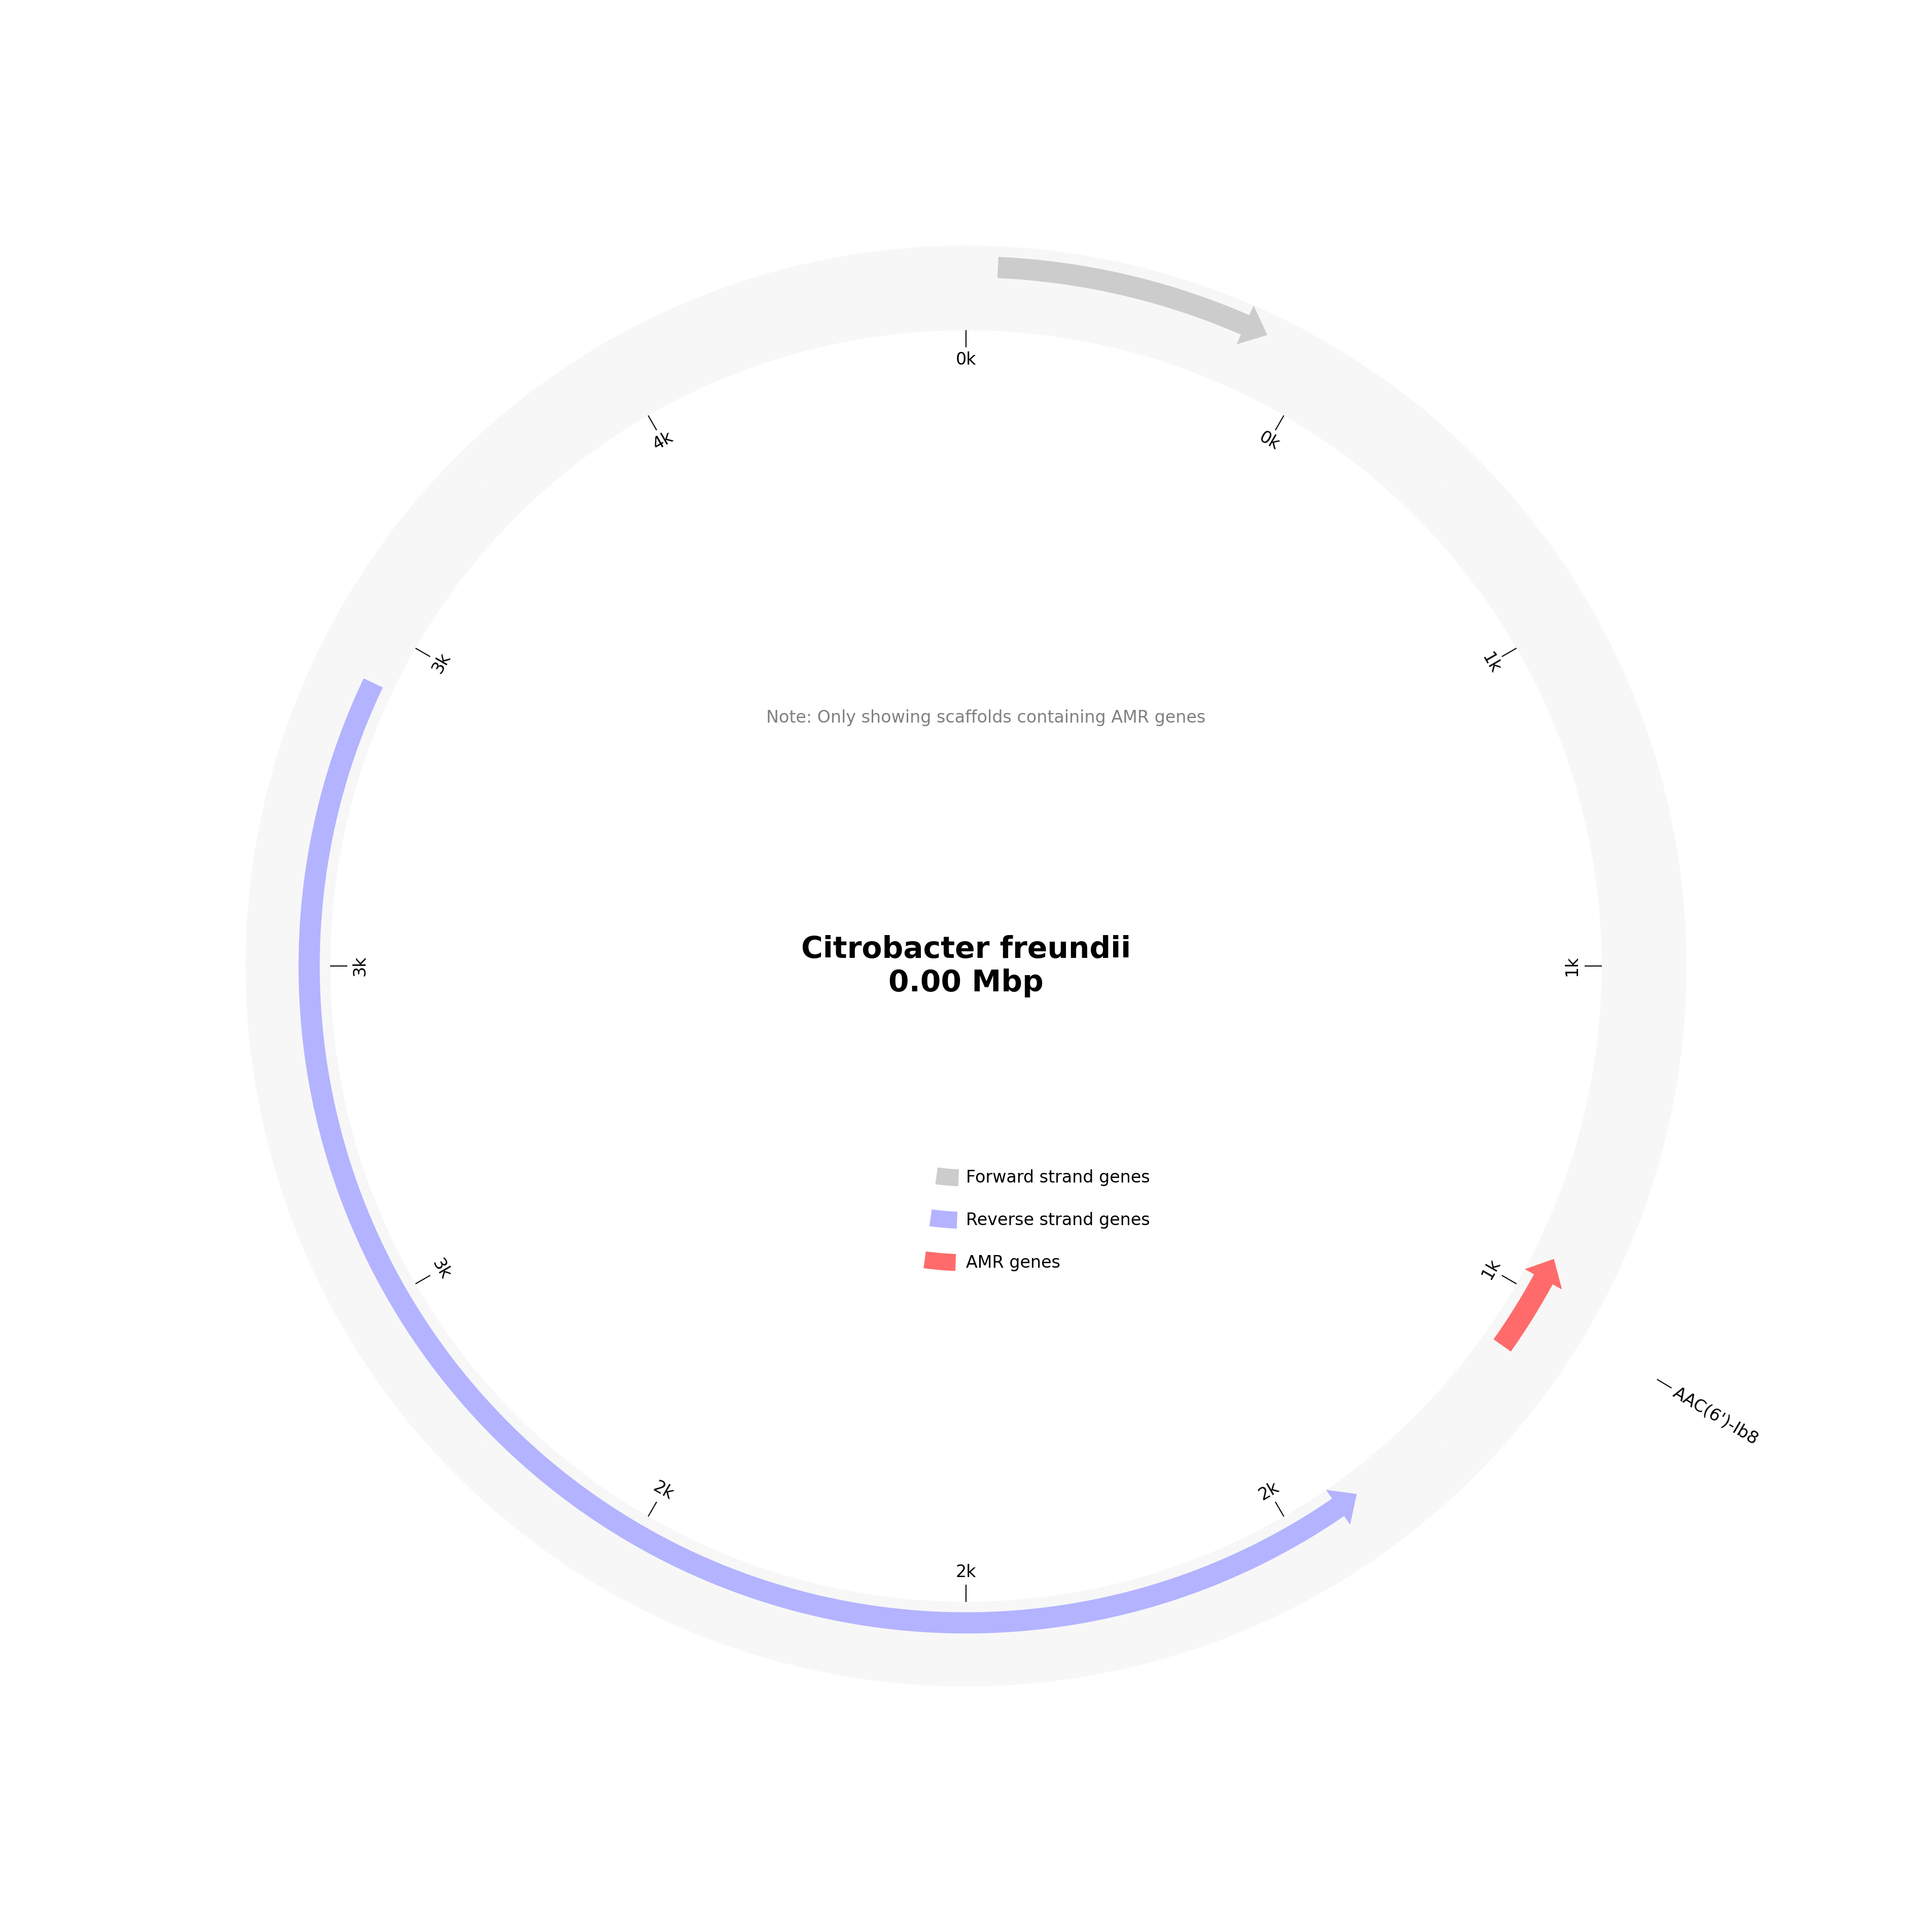 0k
4k
0k
3k
1k
Note: Only showing scaffolds containing AMR genes
Citrobacter freundii
0.00 Mbp
3k
1k
Forward strand genes
Reverse strand genes
AMR genes
3k
1k
AAC(6')-Ib8
2k
2k
2k